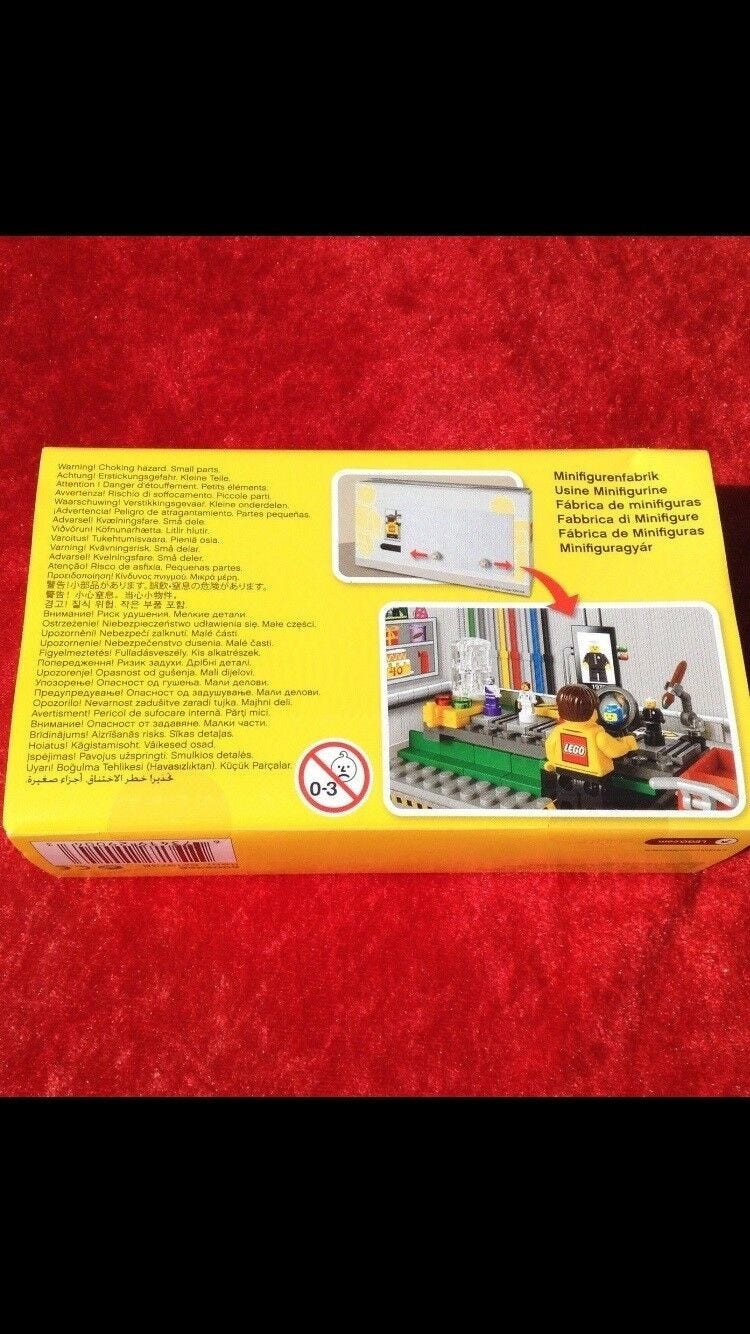 Warning! Choking hazard. Small parts.
Achtung! Erstickungsgefahr. Kleine Teile.
Attention ! Danger d'étouffement. Petits éléments.
Avvertenza! Rischio di soffocamento. Piccole parti.
Waarschuwing! Verstikkingsgevaar. Kleine onderdelen.
¡Advertencia! Peligro de atragantamiento. Partes pequeñas.
Advarsel! Kvælningsfare. Små dele.
Viðvörun! Köfnunarhætta. Litlir hlutir.
Varoitus! Tukehtumisvaara. Pieniä osia.
Varning! Kvävningsrisk. Små delar.
Advarsel! Kvelningsfare. Små deler.
Atenção! Risco de asfixia. Pequenas partes.
Προειδοποίηση! Κίνδυνος πνιγμού. Μικρά μέρη.
警告!小部品があります。誤飲・窒息の危険があります。
警告! 小心窒息。当心小物件。
경고! 질식 위험. 작은 부품 포함.
Внимание! Риск удушения. Мелкие детали.
Ostrzeżenie! Niebezpieczeństwo udławienia się. Małe części.
Upozornění! Nebezpečí zalknutí. Malé části
Upozornenie! Nebezpečenstvo dusenia. Malé časti.
Figyelmeztetés! Fulladásveszély. Kis alkatrészek.
Попередження! Ризик задухи. Дрібні деталі.
Upozorenje! Opasnost od gušenja. Mali dijelovi.
Упозорење! Опасност од гушења. Мали делови.
Предупредување! Опасност од задушување. Мали делови.
Opozorilo! Nevarnost zadušitve zaradi tujka. Majhni deli.
Avertisment! Pericol de sufocare internă. Părţi mici.
Внимание! Опасност от задавяне. Малки части.
Brīdinājums! Aizrīšanās risks. Sīkas detaļas.
Hoiatus! Kägistamisoht. Väikesed osad.
Įspėjimas! Pavojus užspringti. Smulkios detalės.
Uyarı! Boğulma Tehlikesi (Havasızlıktan). Küçük Parçalar.
تحذير! خطر الاختناق. أجزاء صغيرة.
0-3
Minifigurenfabrik
Usine Minifigurine
Fábrica de minifiguras
Fabbrica di Minifigure
Fábrica de Minifiguras
Minifiguragyár
40
LEGO
LEGO.com